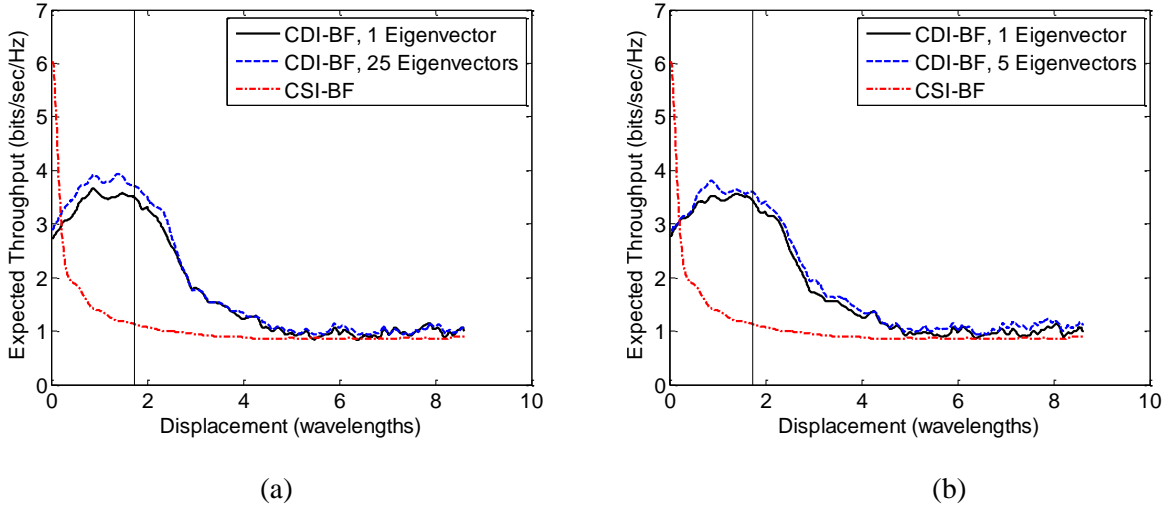 7
6
5
4
3
2
1
0
Expected Throughput (bits/sec/Hz)
CDI-BF, 1 Eigenvector
CDI-BF, 25 Eigenvectors
CSI-BF
0 2 4 6 8 10
Displacement (wavelengths)
(a)
7
6
5
4
3
2
1
0
Expected Throughput (bits/sec/Hz)
CDI-BF, 1 Eigenvector
CDI-BF, 5 Eigenvectors
CSI-BF
0 2 4 6 8 10
Displacement (wavelengths)
(b)